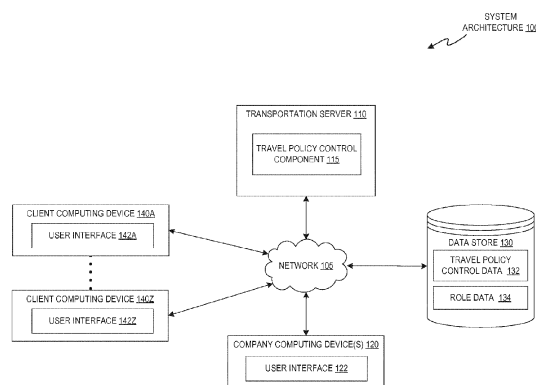 SYSTEM
ARCHITECTURE 100
TRANSPORTATION SERVER 110
TRAVEL POLICY CONTROL
COMPONENT 115
CLIENT COMPUTING DEVICE 140A
USER INTERFACE 142A
CLIENT COMPUTING DEVICE 140Z
USER INTERFACE 142Z
NETWORK 105
DATA STORE 130
TRAVEL POLICY
CONTROL DATA 132
ROLE DATA 134
COMPANY COMPUTING DEVICE(S) 120
USER INTERFACE 122